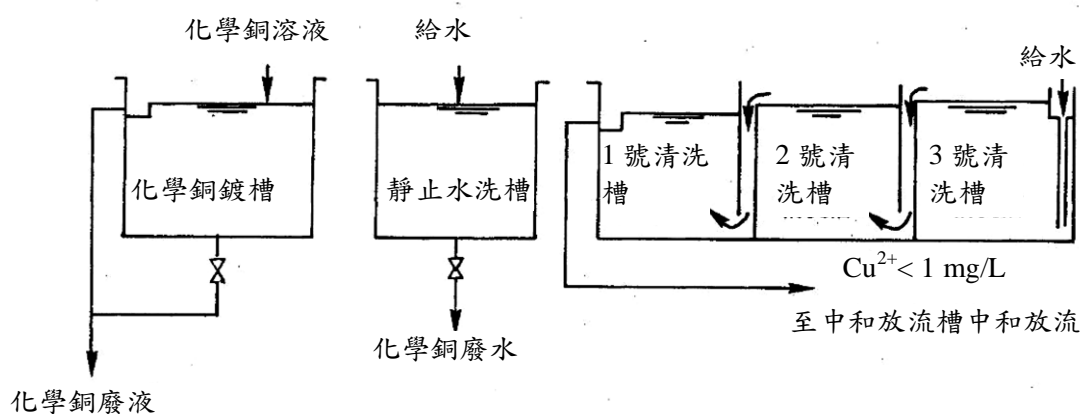 化學銅溶液
給水
給水
化學銅鍍槽
靜止水洗槽
1 號清洗
槽
2 號清
洗槽
3 號清
洗槽
Cu²⁺< 1 mg/L
至中和放流槽中和放流
化學銅廢水
化學銅廢液